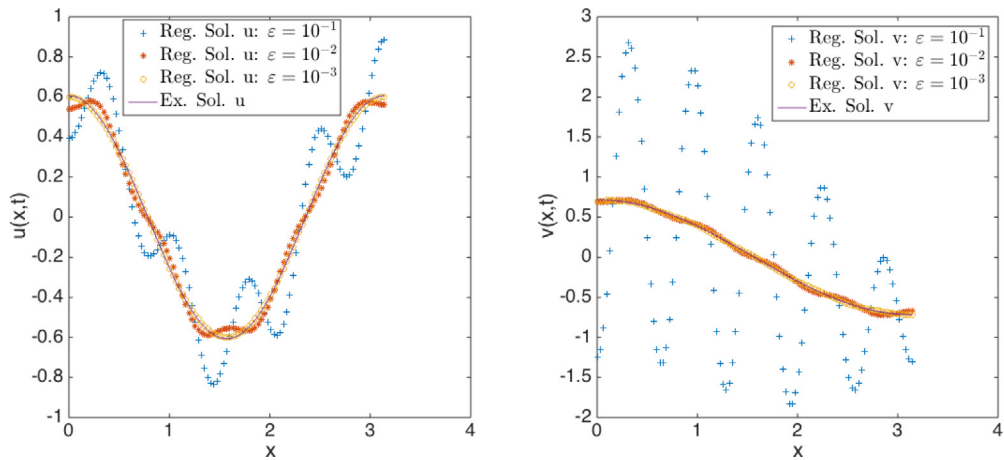 1
0.8
0.6
0.4
0.2
0
-0.2
-0.4
-0.6
-0.8
-1
u(x,t)
Reg. Sol. u: ε = 10⁻¹
Reg. Sol. u: ε = 10⁻²
Reg. Sol. u: ε = 10⁻³
Ex. Sol. u
0 1 2 3 4
x
3
2.5
2
1.5
1
0.5
0
-0.5
-1
-1.5
-2
v(x,t)
Reg. Sol. v: ε = 10⁻¹
Reg. Sol. v: ε = 10⁻²
Reg. Sol. v: ε = 10⁻³
Ex. Sol. v
0 1 2 3 4
x